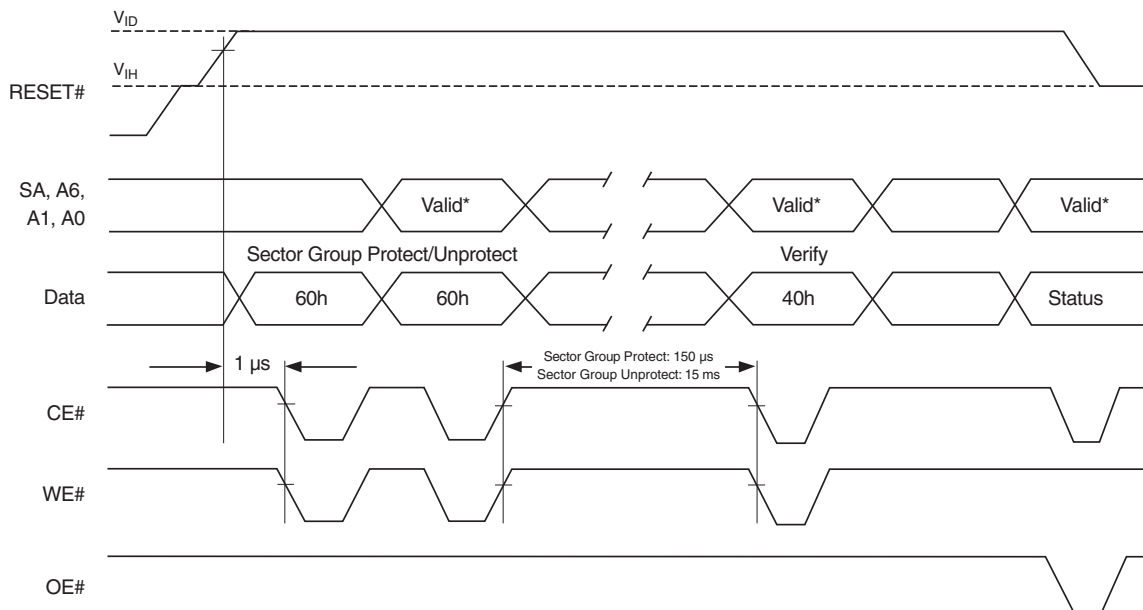 VID
VIH
RESET#
SA, A6,
A1, A0
Valid* Valid* Valid*
Sector Group Protect/Unprotect Verify
Data 60h 60h 40h Status
1 µs
Sector Group Protect: 150 µs
Sector Group Unprotect: 15 ms
CE#
WE#
OE#